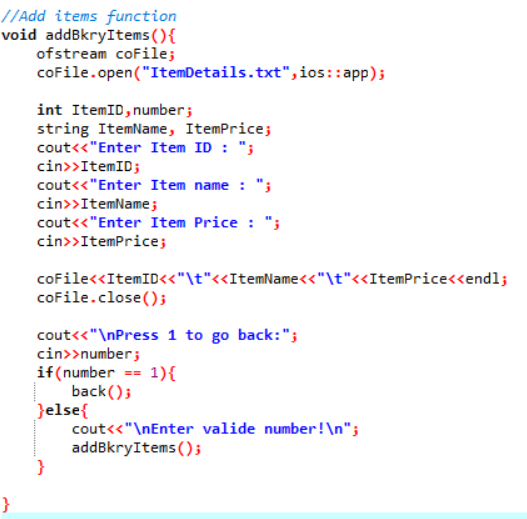 //Add items function
void addBkryItems(){
ofstream coFile;
coFile.open("ItemDetails.txt",ios::app);
int ItemID,number;
string ItemName, ItemPrice;
cout<<"Enter Item ID : ";
cin>>ItemID;
cout<<"Enter Item name : ";
cin>>ItemName;
cout<<"Enter Item Price : ";
cin>>ItemPrice;
coFile<<ItemID<<"\t"<<ItemName<<"\t"<<ItemPrice<<endl;
coFile.close();
cout<<"\nPress 1 to go back:";
cin>>number;
if(number == 1){
back();
}else{
cout<<"\nEnter valide number!\n";
addBkryItems();
}
}